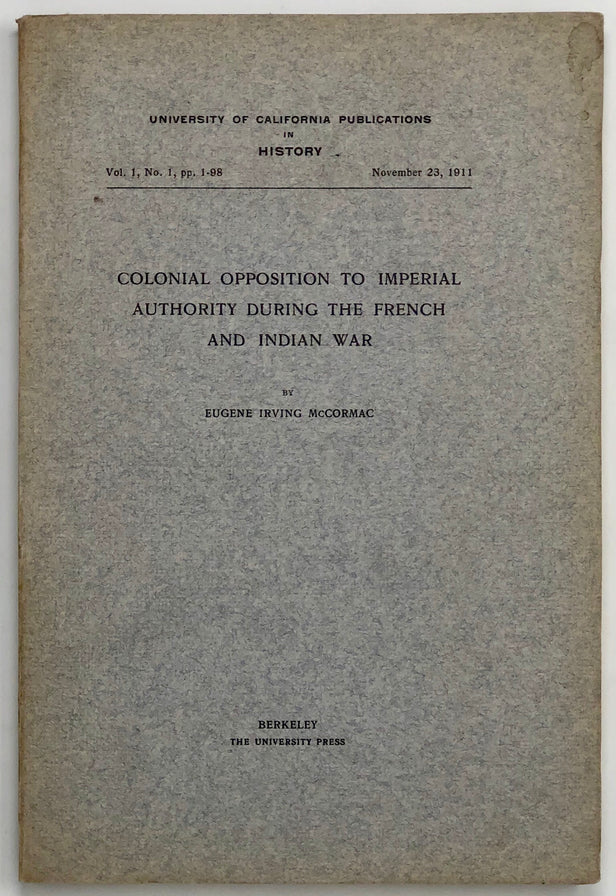 UNIVERSITY OF CALIFORNIA PUBLICATIONS
IN
HISTORY
Vol. 1, No. 1, pp. 1-98 November 23, 1911
COLONIAL OPPOSITION TO IMPERIAL
AUTHORITY DURING THE FRENCH
AND INDIAN WAR
BY
EUGENE IRVING McCORMAC
BERKELEY
THE UNIVERSITY PRESS